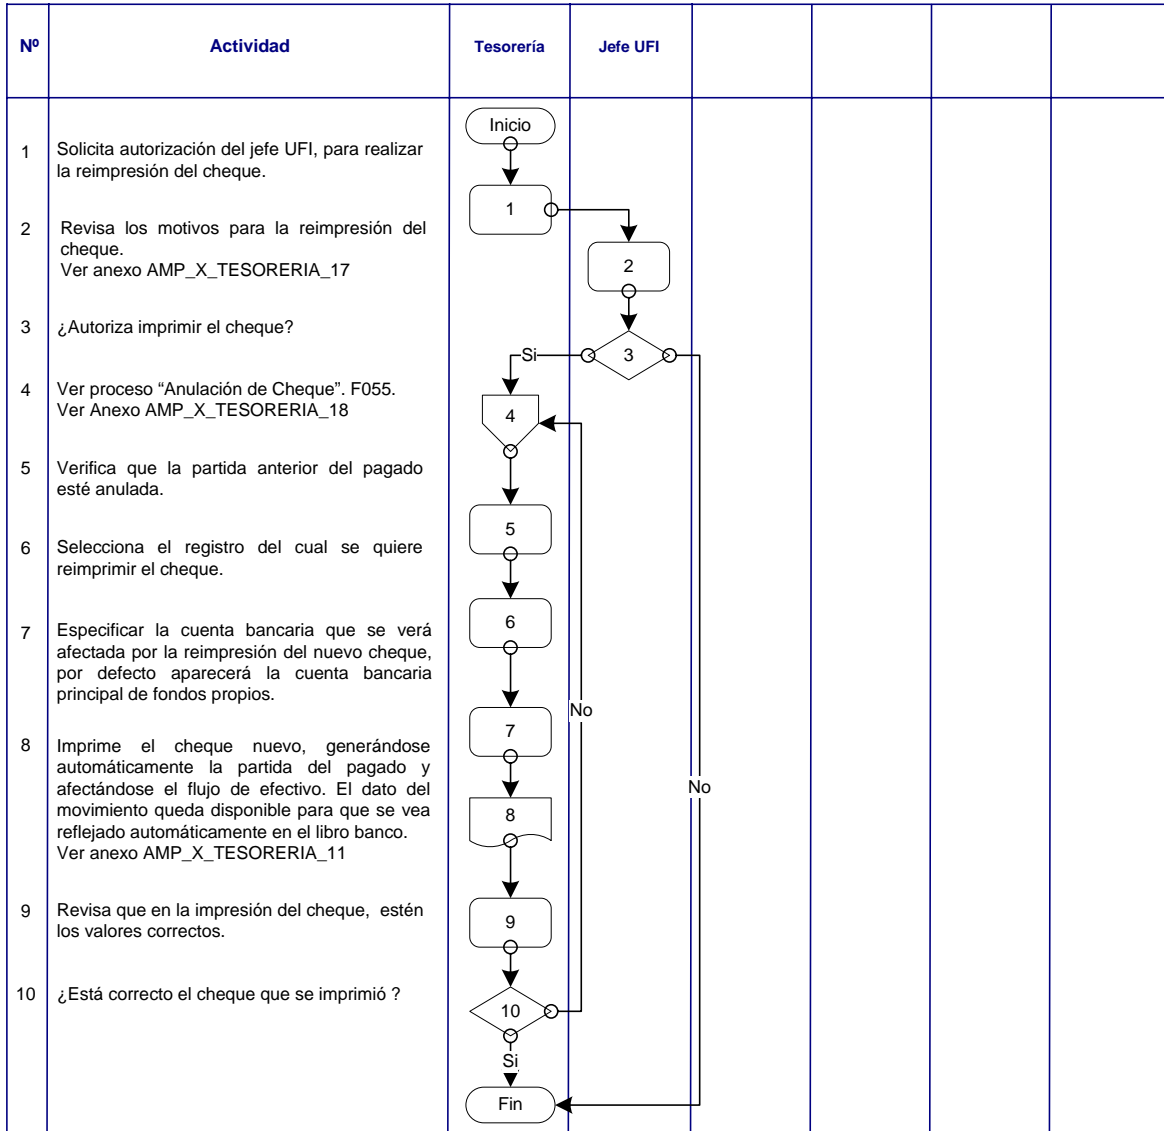 Nº
Actividad
Tesorería
Jefe UFI
1
Solicita autorización del jefe UFI, para realizar
la reimpresión del cheque.
2
Revisa los motivos para la reimpresión del
cheque.
Ver anexo AMP_X_TESORERIA_17
3
¿Autoriza imprimir el cheque?
4
Ver proceso “Anulación de Cheque”. F055.
Ver Anexo AMP_X_TESORERIA_18
5
Verifica que la partida anterior del pagado
esté anulada.
6
Selecciona el registro del cual se quiere
reimprimir el cheque.
7
Especificar la cuenta bancaria que se verá
afectada por la reimpresión del nuevo cheque,
por defecto aparecerá la cuenta bancaria
principal de fondos propios.
8
Imprime el cheque nuevo, generándose
automáticamente la partida del pagado y
afectándose el flujo de efectivo. El dato del
movimiento queda disponible para que se vea
reflejado automáticamente en el libro banco.
Ver anexo AMP_X_TESORERIA_11
9
Revisa que en la impresión del cheque, estén
los valores correctos.
10
¿Está correcto el cheque que se imprimió ?
Inicio
1
2
3
Si
4
5
6
7
No
No
8
9
10
Si
Fin